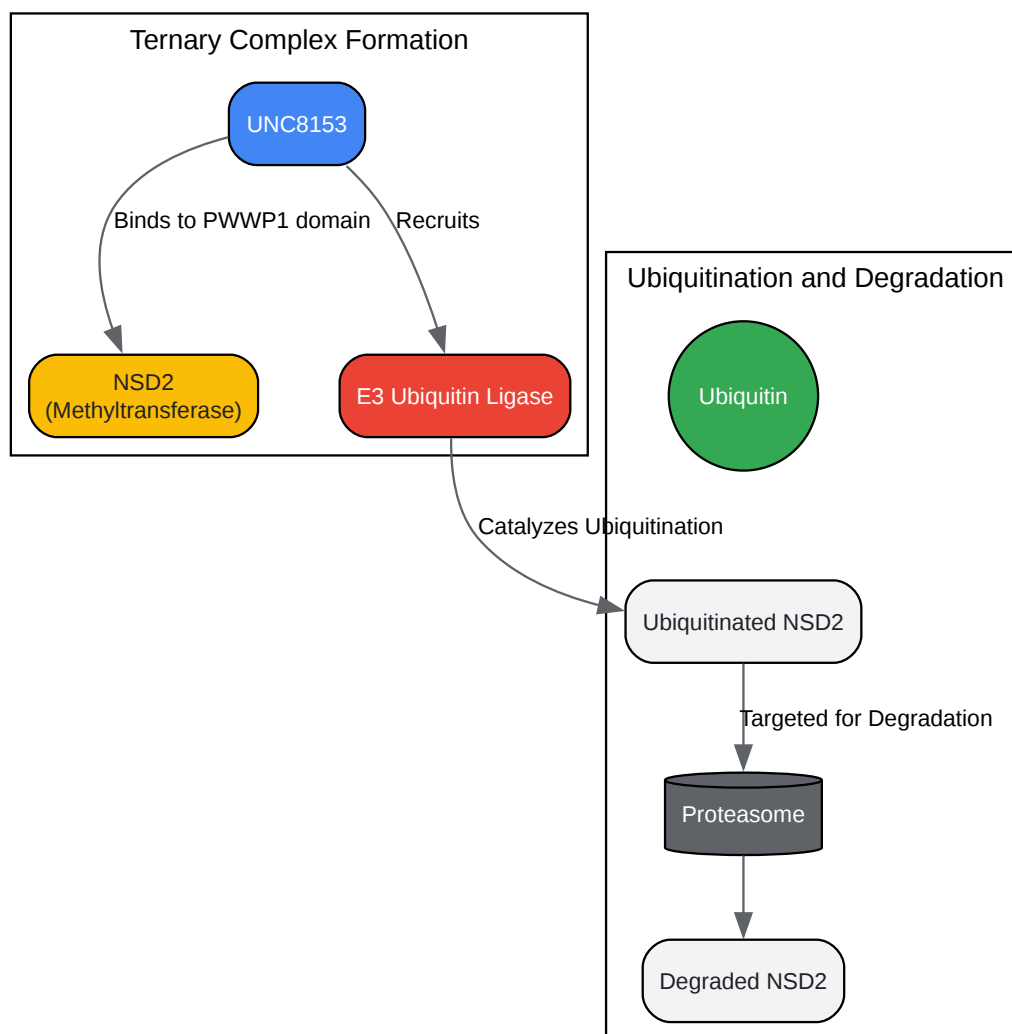 Ternary Complex Formation
UNC8153
Binds to PWWP1 domain
Recruits
NSD2
(Methyltransferase)
E3 Ubiquitin Ligase
Ubiquitination and Degradation
Ubiquitin
Catalyzes Ubiquitination
Ubiquitinated NSD2
Targeted for Degradation
Proteasome
Degraded NSD2